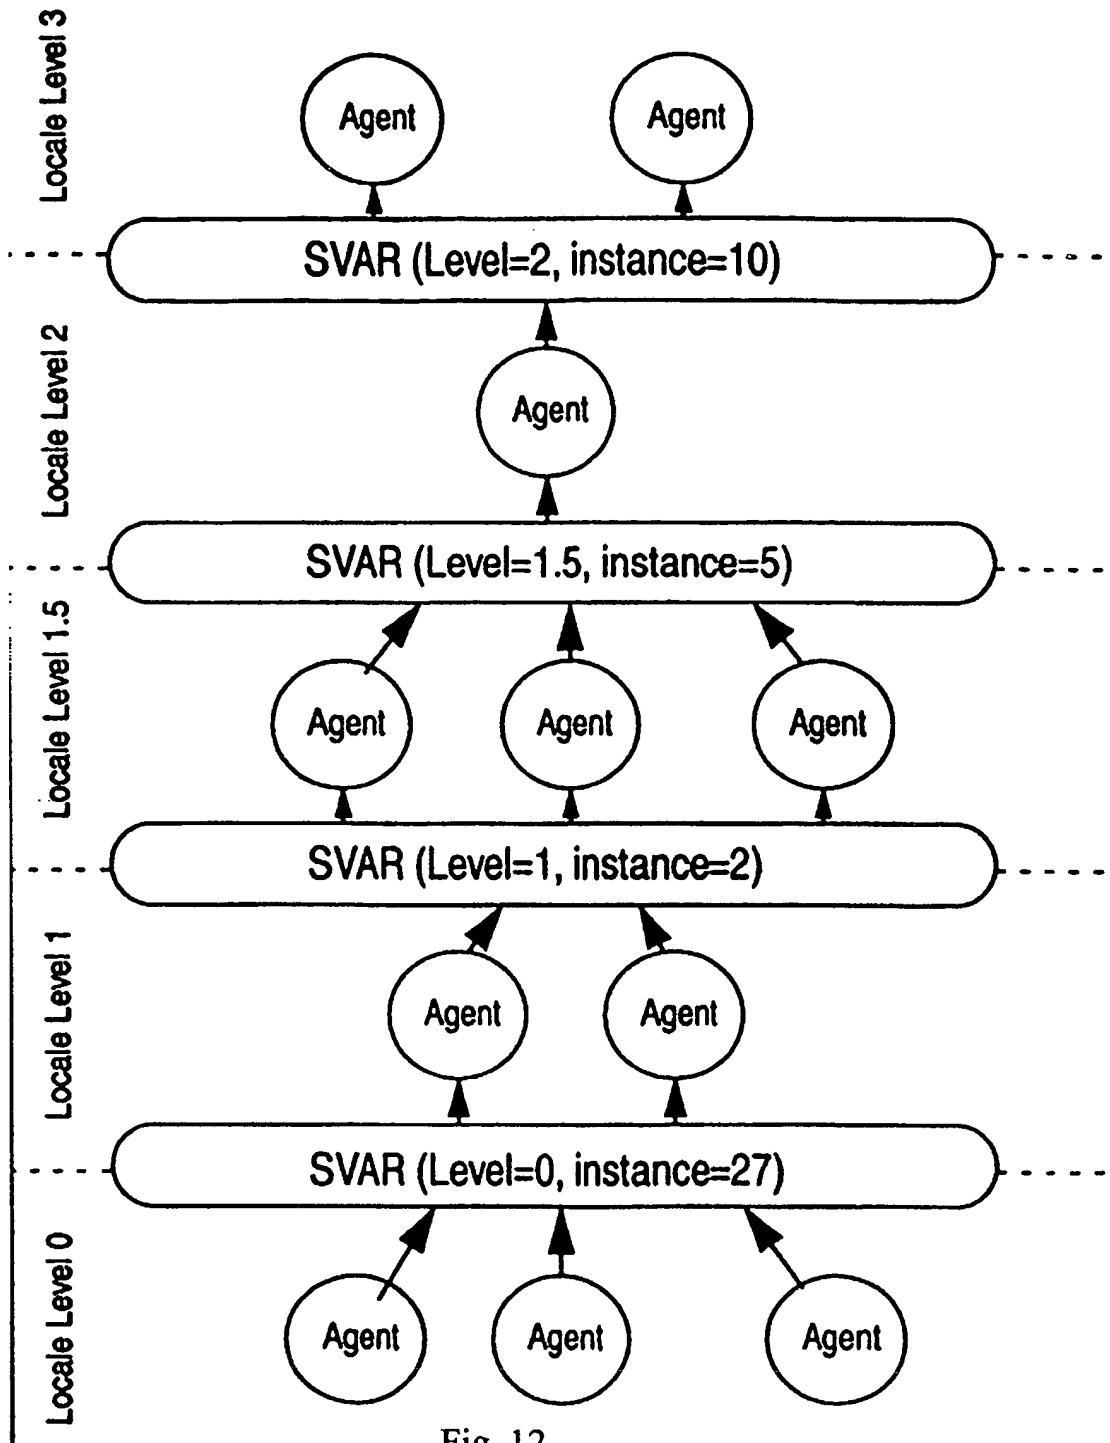 Locale Level 3
Agent
Agent
SVAR (Level=2, instance=10)
Locale Level 2
Agent
SVAR (Level=1.5, instance=5)
Locale Level 1.5
Agent
Agent
Agent
SVAR (Level=1, instance=2)
Locale Level 1
Agent
Agent
SVAR (Level=0, instance=27)
Locale Level 0
Agent
Agent
Agent
Fig. 12